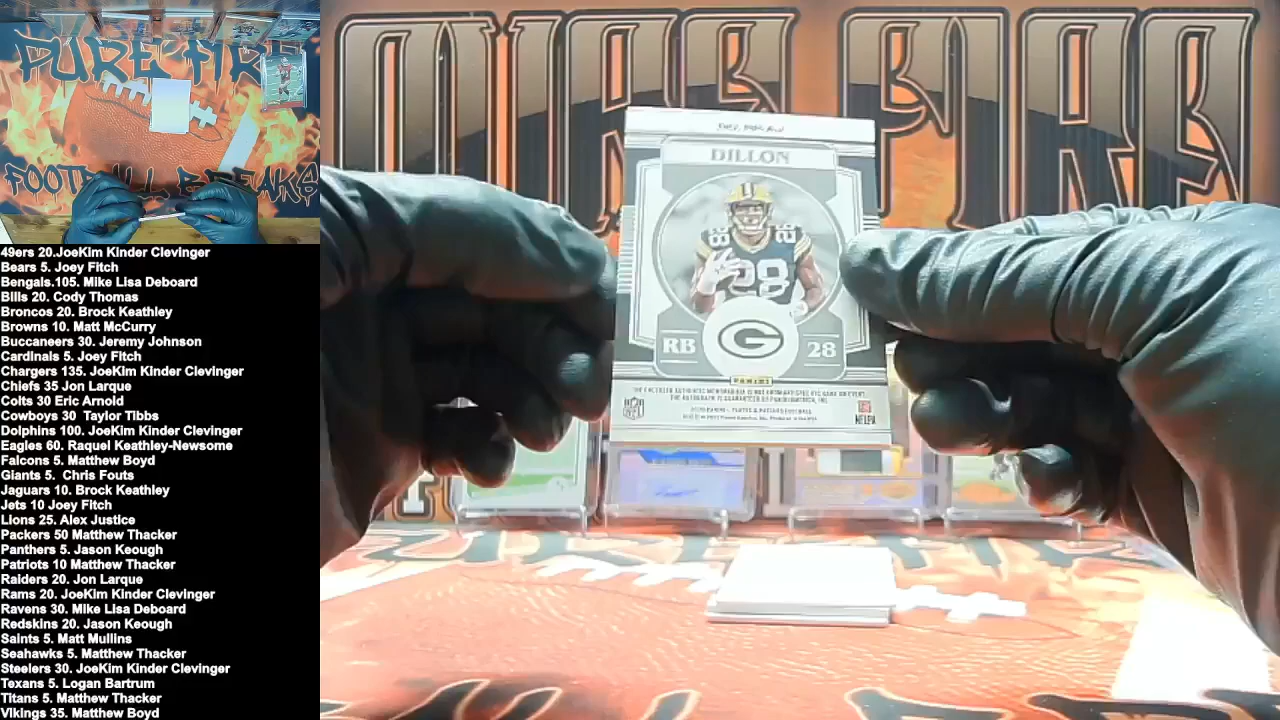 PURE FIRE
FOOTBALL BREAKS
49ers 20.JoeKim Kinder Clevinger
Bears 5. Joey Fitch
Bengals.105. Mike Lisa Deboard
Bills 20. Cody Thomas
Broncos 20. Brock Keathley
Browns 10. Matt McCurry
Buccaneers 30. Jeremy Johnson
Cardinals 5. Joey Fitch
Chargers 135. JoeKim Kinder Clevinger
Chiefs 35 Jon Larque
Colts 30 Eric Arnold
Cowboys 30 Taylor Tibbs
Dolphins 100. JoeKim Kinder Clevinger
Eagles 60. Raquel Keathley-Newsome
Falcons 5. Matthew Boyd
Giants 5. Chris Fouts
Jaguars 10. Brock Keathley
Jets 10 Joey Fitch
Lions 25. Alex Justice
Packers 50 Matthew Thacker
Panthers 5. Jason Keough
Patriots 10 Matthew Thacker
Raiders 20. Jon Larque
Rams 20. JoeKim Kinder Clevinger
Ravens 30. Mike Lisa Deboard
Redskins 20. Jason Keough
Saints 5. Matt Mullins
Seahawks 5. Matthew Thacker
Steelers 30. JoeKim Kinder Clevinger
Texans 5. Logan Bartrum
Titans 5. Matthew Thacker
Vikings 35. Matthew Boyd
DILLON
28
G
RB
28
PANINI
NFL
NFLPA